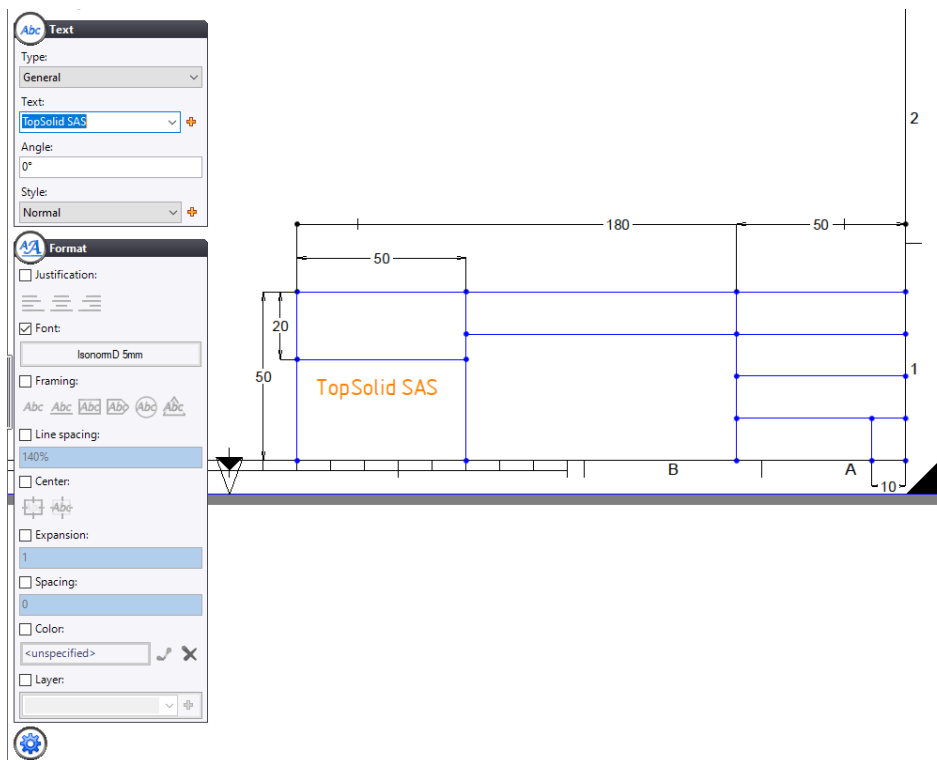 Abc Text
Type:
General
Text:
TopSolid SAS
Angle:
0°
Style:
Normal
AA Format
Justification:
Font:
IsonormD 5mm
Framing:
Abc Abc Abc Abc Abc Abc
Line spacing:
140%
Center:
Abc
Expansion:
1
Spacing:
0
Color:
<unspecified>
Layer:
2
180
50
50
20
50
TopSolid SAS
1
B
A
10